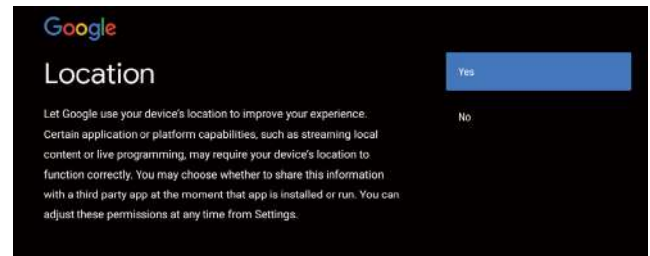 Google
Location
Yes
Let Google use your device's location to improve your experience.
Certain application or platform capabilities, such as streaming local
No
content or live programming, may require your device's location to
function correctly. You may choose whether to share this information
with a third party app at the moment that app is installed or run. You can
adjust these permissions at any time from Settings.